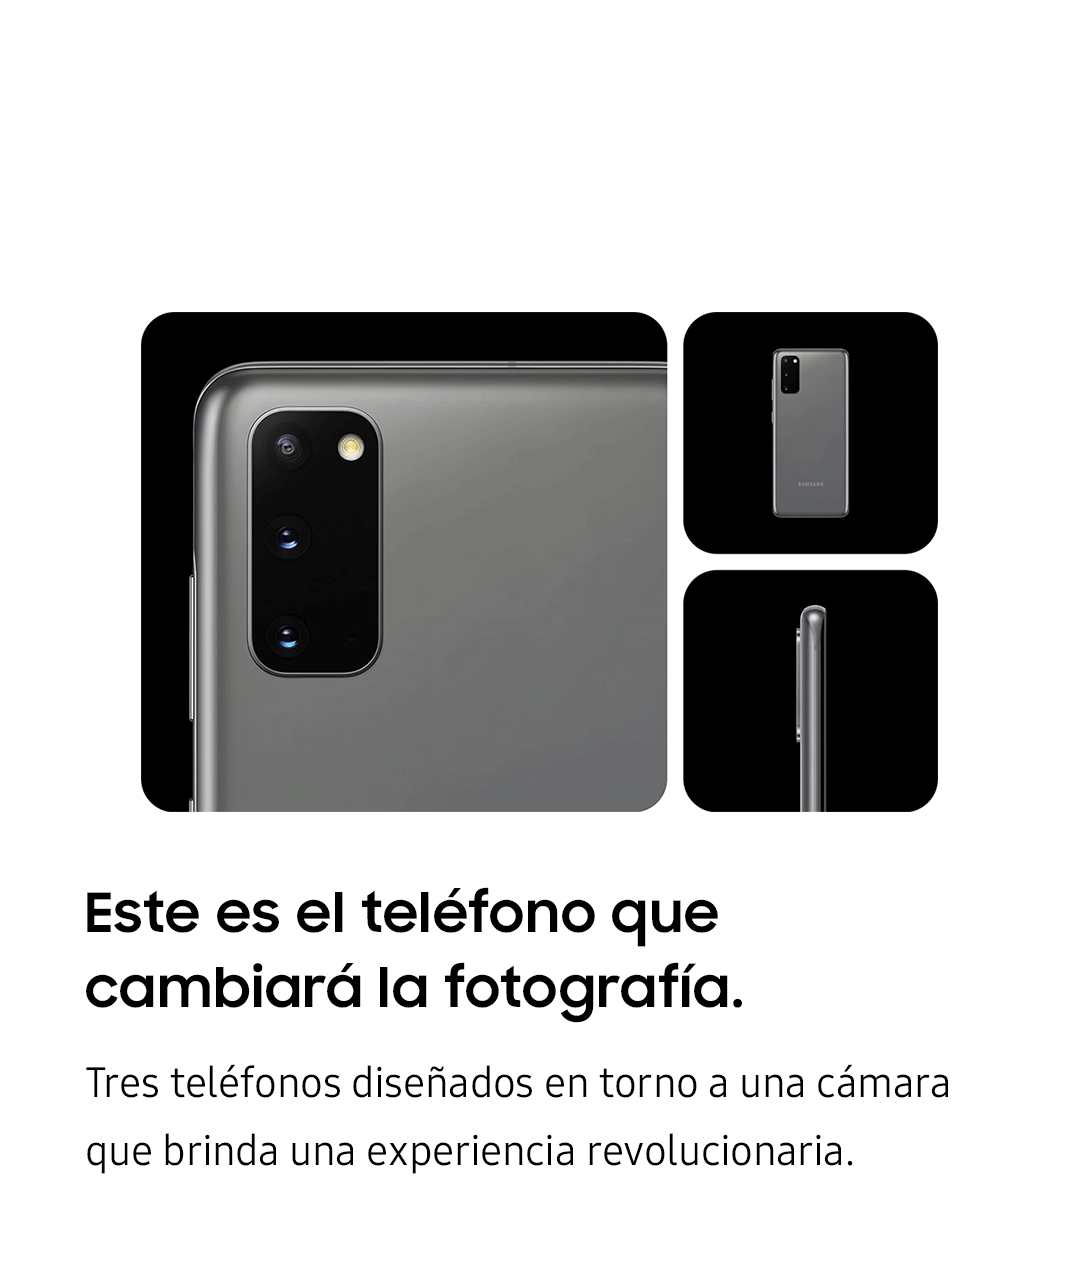 SAMSUNG
Este es el teléfono que
cambiará la fotografía.
Tres teléfonos diseñados en torno a una cámara
que brinda una experiencia revolucionaria.